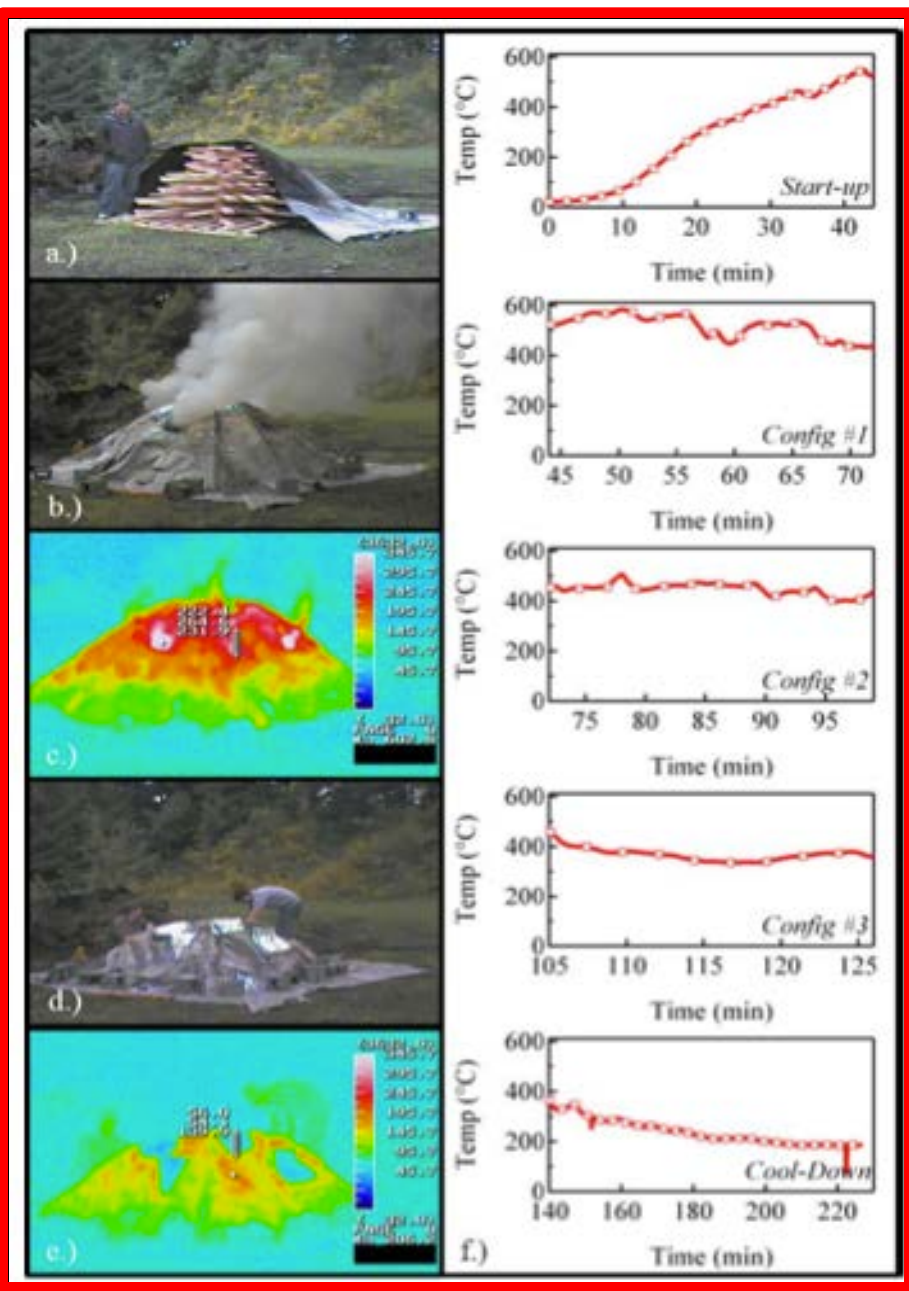 a.)
b.)
c.)
d.)
e.)
Temp (°C)
600
400
200
0
Start-up
0 10 20 30 40
Time (min)
Temp (°C)
600
400
200
0
Config #1
45 50 55 60 65 70
Time (min)
Temp (°C)
600
400
200
0
Config #2
75 80 85 90 95
Time (min)
Temp (°C)
600
400
200
0
Config #3
105 110 115 120 125
Time (min)
Temp (°C)
600
400
200
0
Cool-Down
140 160 180 200 220
f.) Time (min)